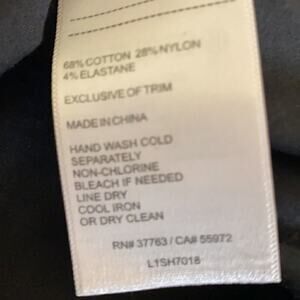 68% COTTON 28% NYLON
4% ELASTANE
EXCLUSIVE OF TRIM
MADE IN CHINA
HAND WASH COLD
SEPARATELY
NON-CHLORINE
BLEACH IF NEEDED
LINE DRY
COOL IRON
OR DRY CLEAN
RN# 37763 / CA# 55972
L1SH7018